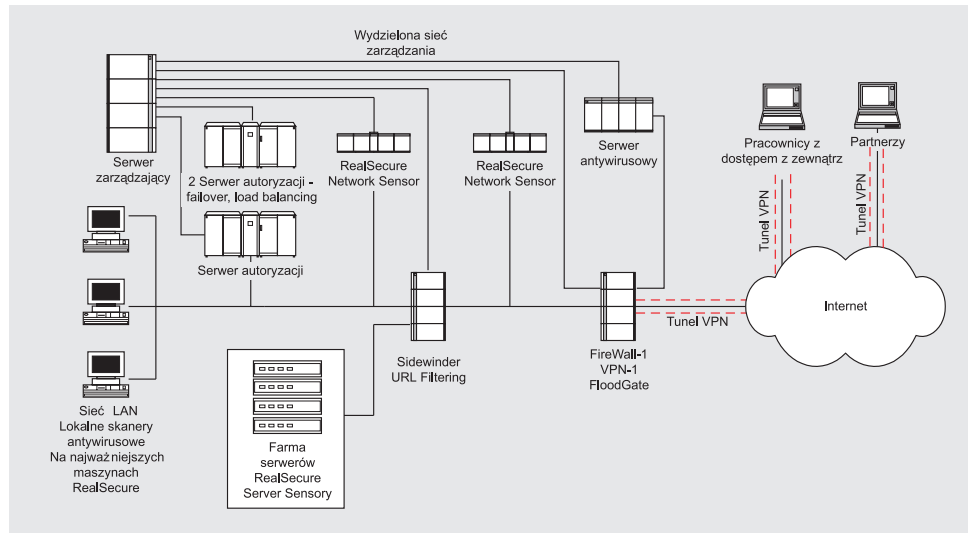 Wydzielona sieć
zarządzania
Serwer
zarządzający
2 Serwer autoryzacji -
failover, load balancing
Serwer autoryzacji
RealSecure
Network Sensor
RealSecure
Network Sensor
Serwer
antywirusowy
Pracownicy z
dostępem z zewnątrz
Partnerzy
Tunel VPN
Tunel VPN
Internet
Tunel VPN
FireWall-1
VPN-1
FloodGate
Sidewinder
URL Filtering
Sieć LAN
Lokalne skanery
antywirusowe
Na najważniejszych
maszynach
RealSecure
Farma
serwerów
RealSecure
Server Sensory